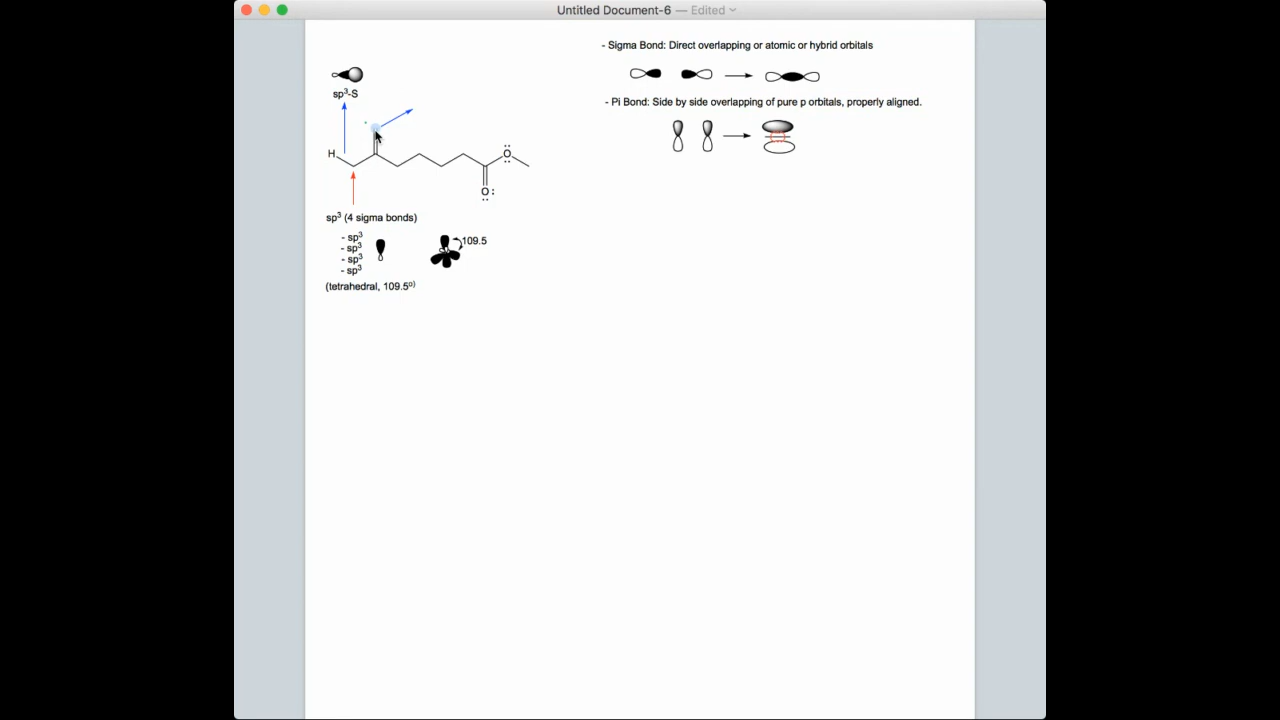 Untitled Document-6 — Edited
- Sigma Bond: Direct overlapping or atomic or hybrid orbitals
sp³-S
- Pi Bond: Side by side overlapping of pure p orbitals, properly aligned.
H
O
O
sp³ (4 sigma bonds)
- sp³
- sp³
- sp³
- sp³
109.5
(tetrahedral, 109.5⁰)